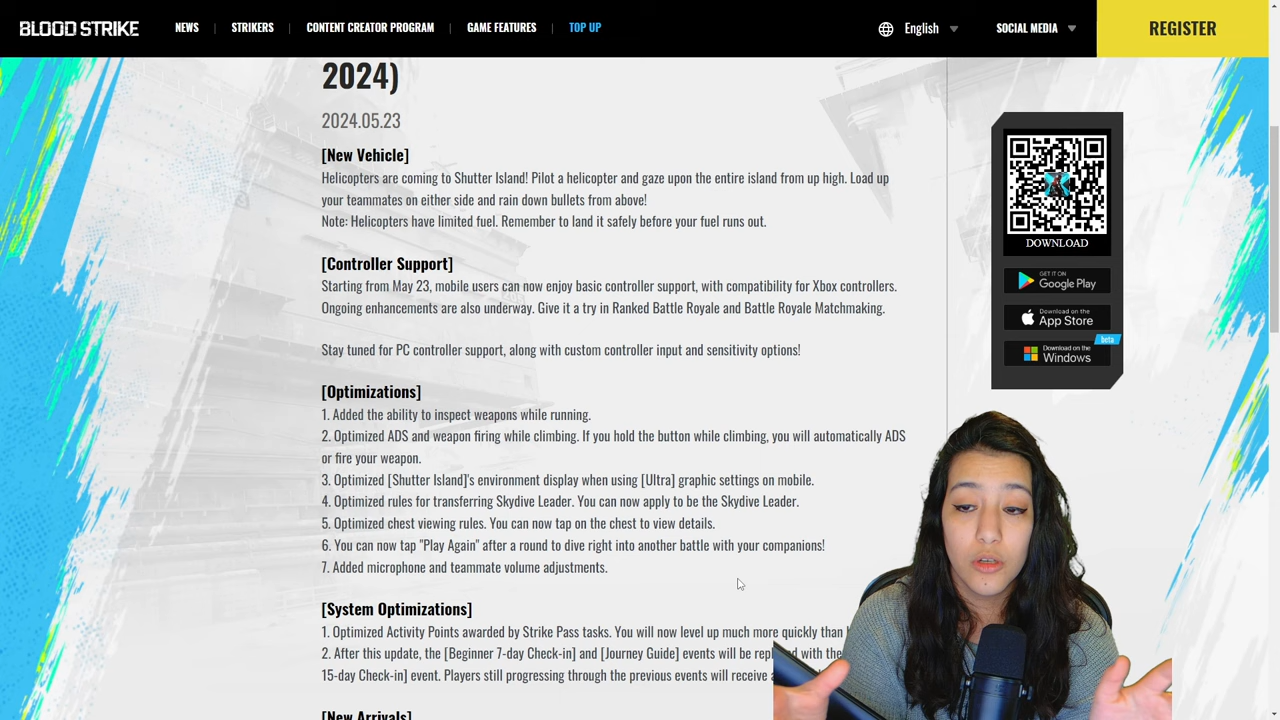 BLOOD STRIKE
NEWS
STRIKERS
CONTENT CREATOR PROGRAM
GAME FEATURES
TOP UP
English
SOCIAL MEDIA
REGISTER
2024)
2024.05.23
[New Vehicle]
Helicopters are coming to Shutter Island! Pilot a helicopter and gaze upon the entire island from up high. Load up
your teammates on either side and rain down bullets from above!
Note: Helicopters have limited fuel. Remember to land it safely before your fuel runs out.
[Controller Support]
Starting from May 23, mobile users can now enjoy basic controller support, with compatibility for Xbox controllers.
Ongoing enhancements are also underway. Give it a try in Ranked Battle Royale and Battle Royale Matchmaking.
Stay tuned for PC controller support, along with custom controller input and sensitivity options!
[Optimizations]
1. Added the ability to inspect weapons while running.
2. Optimized ADS and weapon firing while climbing. If you hold the button while climbing, you will automatically ADS
or fire your weapon.
3. Optimized [Shutter Island]'s environment display when using [Ultra] graphic settings on mobile.
4. Optimized rules for transferring Skydive Leader. You can now apply to be the Skydive Leader.
5. Optimized chest viewing rules. You can now tap on the chest to view details.
6. You can now tap "Play Again" after a round to dive right into another battle with your companions!
7. Added microphone and teammate volume adjustments.
[System Optimizations]
1. Optimized Activity Points awarded by Strike Pass tasks. You will now level up much more quickly than
2. After this update, the [Beginner 7-day Check-in] and [Journey Guide] events will be with the
15-day Check-in] event. Players still progressing through the previous events will receive
[New Arrivals]
DOWNLOAD
GET IT ON
Google Play
Download on the
App Store
beta
Download on the
Windows